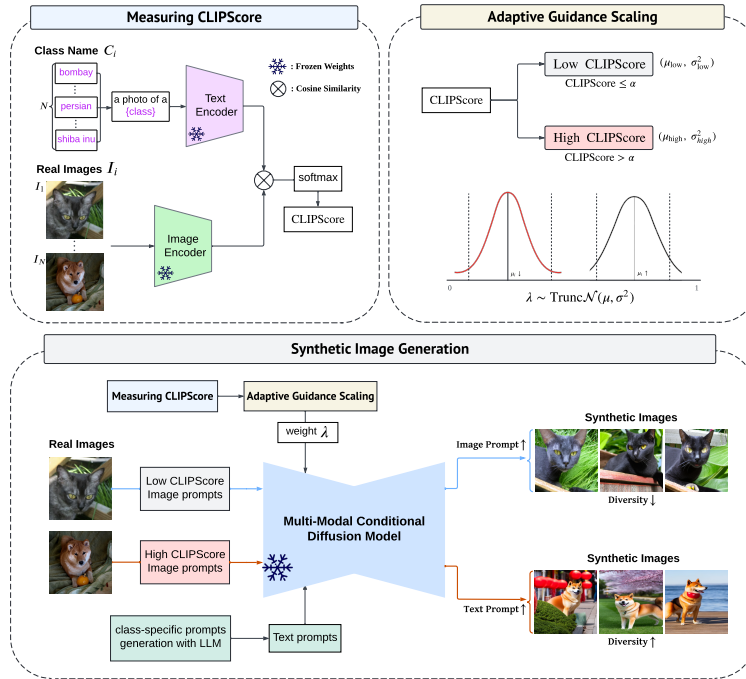 Measuring CLIPScore
Class Name C_i
N
bombay
persian
shiba inu
a photo of a
{class}
Text
Encoder
: Frozen Weights
: Cosine Similarity
Real Images I_i
I_1
I_N
Image
Encoder
softmax
CLIPScore
Adaptive Guidance Scaling
CLIPScore
Low CLIPScore
(μ_low, σ²_low)
CLIPScore ≤ α
High CLIPScore
(μ_high, σ²_high)
CLIPScore > α
μ ↓
μ ↑
0
1
λ ~ Trunc𝒩(μ, σ²)
Synthetic Image Generation
Measuring CLIPScore
Adaptive Guidance Scaling
weight λ
Real Images
Low CLIPScore
Image prompts
High CLIPScore
Image prompts
Multi-Modal Conditional
Diffusion Model
class-specific prompts
generation with LLM
Text prompts
Synthetic Images
Image Prompt ↑
Diversity ↓
Synthetic Images
Text Prompt ↑
Diversity ↑